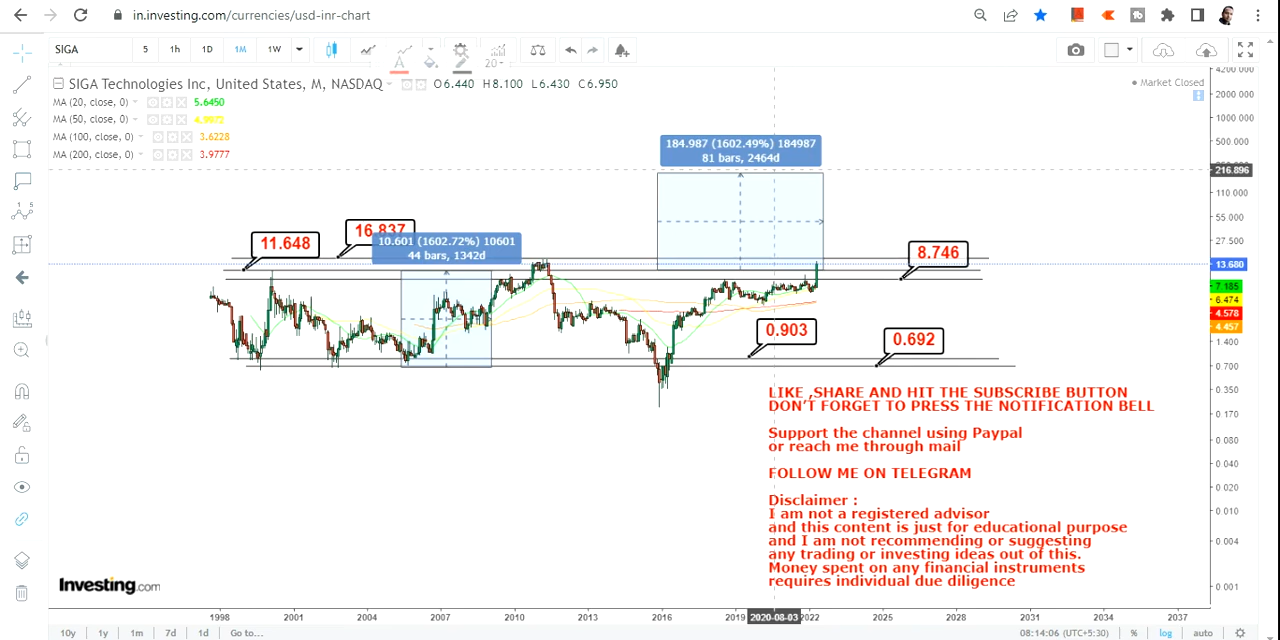 in.investing.com/currencies/usd-inr-chart
SIGA 5 1h 1D 1M 1W
A 20
SIGA Technologies Inc, United States, M, NASDAQ O6.440 H8.100 L6.430 C6.950
Market Closed
MA (20, close, 0) 5.6450
MA (50, close, 0)
MA (100, close, 0) 3.6228
MA (200, close, 0) 3.9777
4200 000
2000 000
1000 000
500 000
216.896
110 000
55 000
27.500
13.680
7.185
6.474
4.578
4.457
1.400
0.700
0 350
0 170
0 080
0 040
0 020
0 010
0 004
0 001
184.987 (1602.49%) 184987
81 bars, 2464d
11.648
16.837
10.601 (1602.72%) 10601
44 bars, 1342d
8.746
0.903
0.692
LIKE ,SHARE AND HIT THE SUBSCRIBE BUTTON
DON'T FORGET TO PRESS THE NOTIFICATION BELL
Support the channel using Paypal
or reach me through mail
FOLLOW ME ON TELEGRAM
Disclaimer :
I am not a registered advisor
and this content is just for educational purpose
and I am not recommending or suggesting
any trading or investing ideas out of this.
Money spent on any financial instruments
requires individual due diligence
Investing.com
1998 2001 2004 2007 2010 2013 2016 2019 2020-08-03 2022 2025 2028 2031 2034 2037
10y 1y 1m 7d 1d Go to... 08:14:06 (UTC+5:30) % log auto